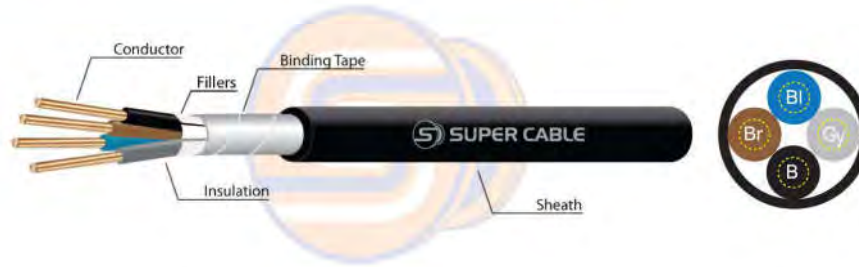 Conductor
Fillers
Binding Tape
SUPER CABLE
Insulation
Sheath
Bl
Br
Gy
B